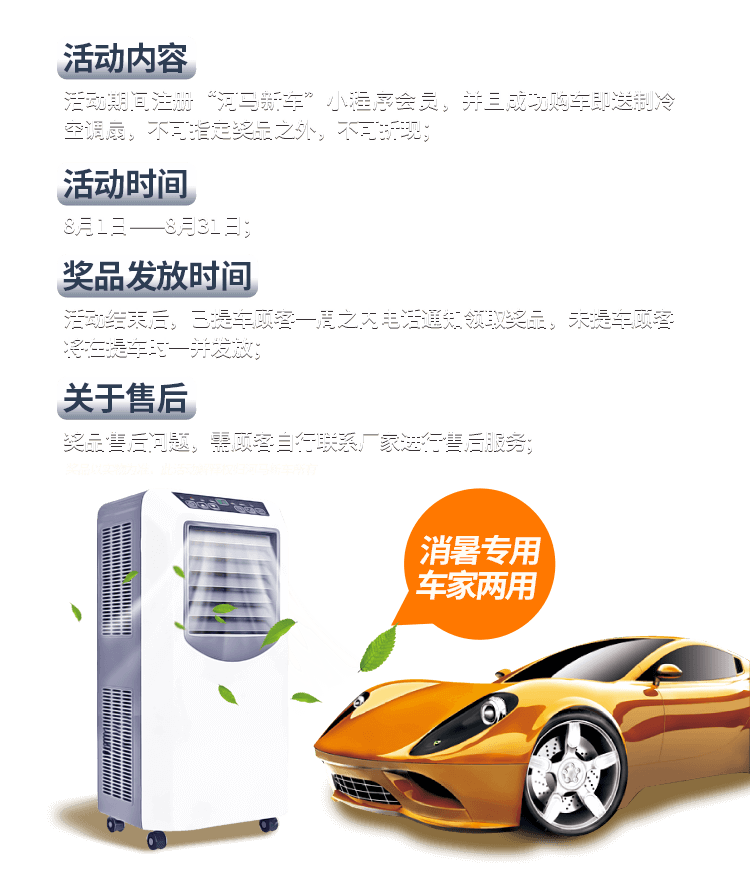 活动内容
活动期间注册“河马新车”小程序会员，并且成功购车即送制冷
空调扇，不可指定奖品之外，不可折现；
活动时间
8月1日——8月31日；
奖品发放时间
活动结束后，已提车顾客一周之内电话通知领取奖品，未提车顾客
将在提车时一并发放；
关于售后
奖品售后问题，需顾客自行联系厂家进行售后服务；
消暑专用
车家两用